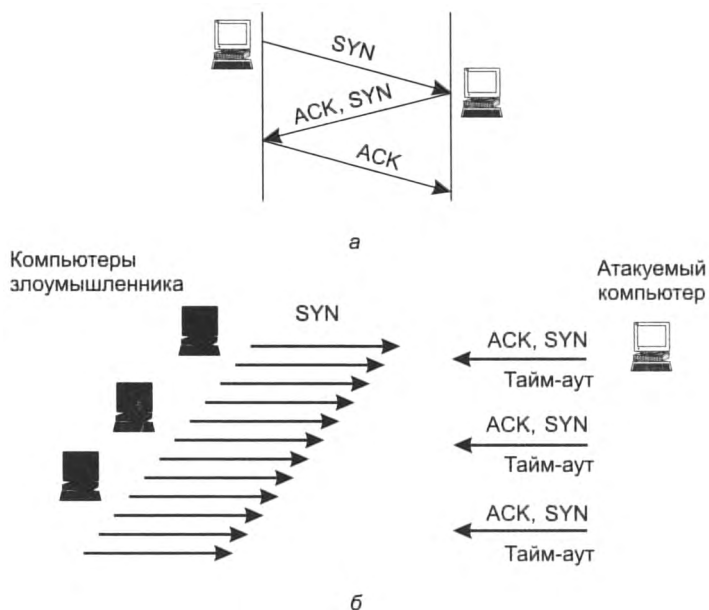 SYN
ACK, SYN
ACK
а
Компьютеры
злоумышленника
SYN
Атакуемый
компьютер
ACK, SYN
Тайм-аут
ACK, SYN
Тайм-аут
ACK, SYN
Тайм-аут
б